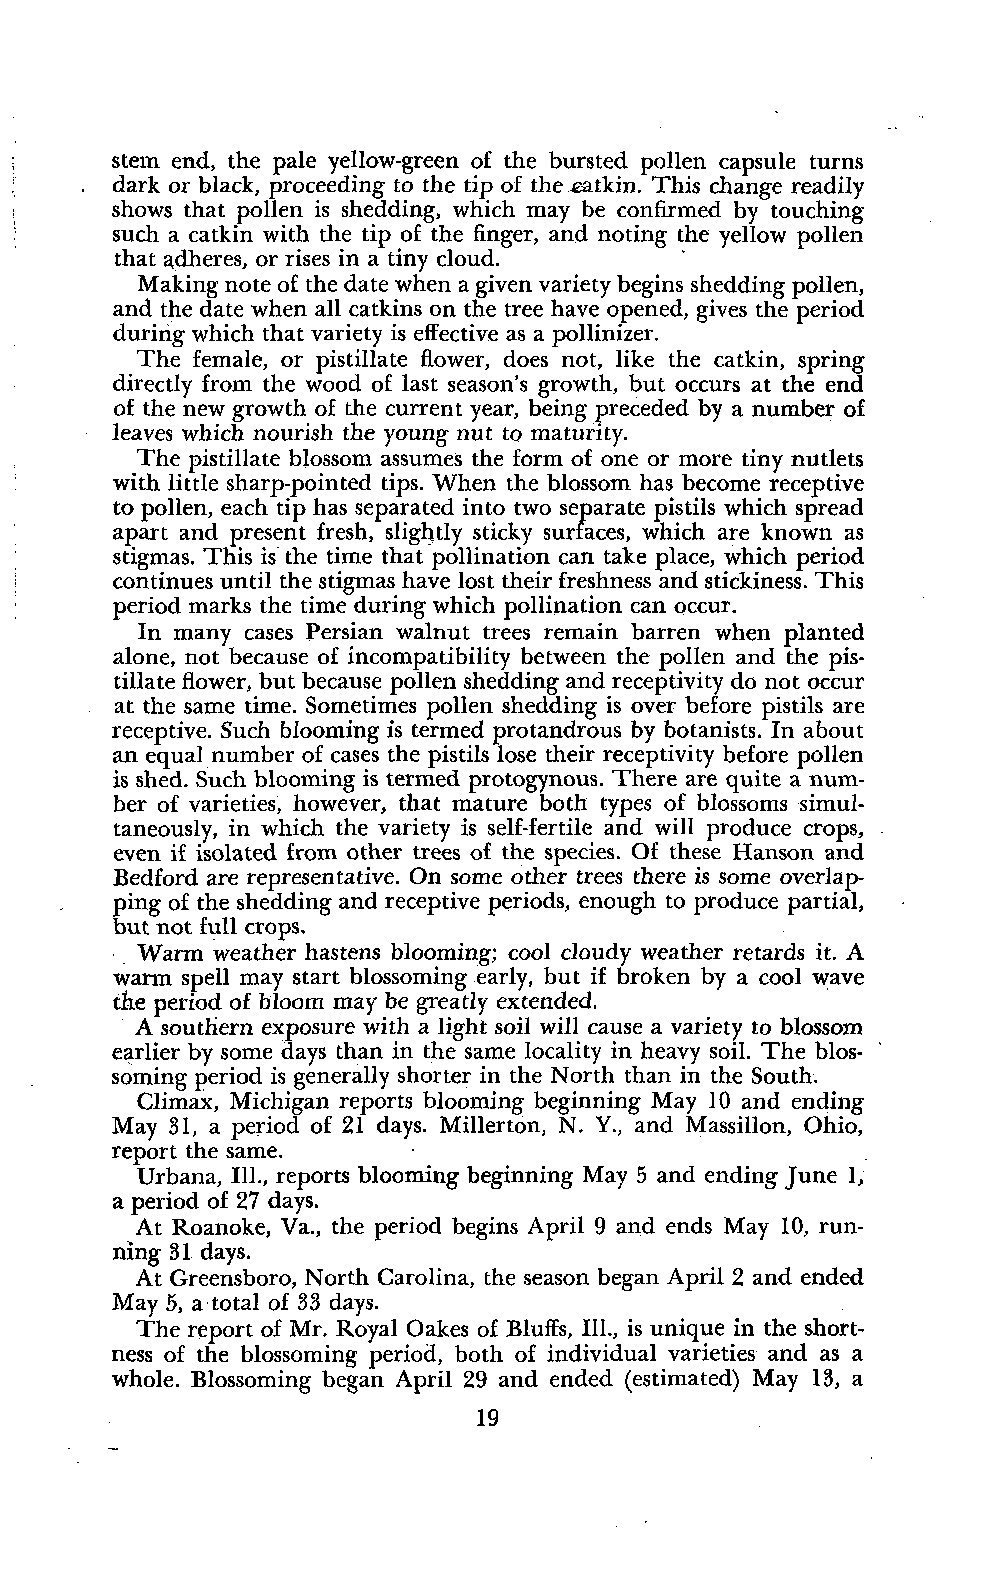 stem end, the pale yellow-green of the bursted pollen capsule turns
dark or black, proceeding to the tip of the catkin. This change readily
shows that pollen is shedding, which may be confirmed by touching
such a catkin with the tip of the finger, and noting the yellow pollen
that adheres, or rises in a tiny cloud.
Making note of the date when a given variety begins shedding pollen,
and the date when all catkins on the tree have opened, gives the period
during which that variety is effective as a pollinizer.
The female, or pistillate flower, does not, like the catkin, spring
directly from the wood of last season's growth, but occurs at the end
of the new growth of the current year, being preceded by a number of
leaves which nourish the young nut to maturity.
The pistillate blossom assumes the form of one or more tiny nutlets
with little sharp-pointed tips. When the blossom has become receptive
to pollen, each tip has separated into two separate pistils which spread
apart and present fresh, slightly sticky surfaces, which are known as
stigmas. This is the time that pollination can take place, which period
continues until the stigmas have lost their freshness and stickiness. This
period marks the time during which pollination can occur.
In many cases Persian walnut trees remain barren when planted
alone, not because of incompatibility between the pollen and the pis-
tillate flower, but because pollen shedding and receptivity do not occur
at the same time. Sometimes pollen shedding is over before pistils are
receptive. Such blooming is termed protandrous by botanists. In about
an equal number of cases the pistils lose their receptivity before pollen
is shed. Such blooming is termed protogynous. There are quite a num-
ber of varieties, however, that mature both types of blossoms simul-
taneously, in which the variety is self-fertile and will produce crops,
even if isolated from other trees of the species. Of these Hanson and
Bedford are representative. On some other trees there is some overlap-
ping of the shedding and receptive periods, enough to produce partial,
but not full crops.
Warm weather hastens blooming; cool cloudy weather retards it. A
warm spell may start blossoming early, but if broken by a cool wave
the period of bloom may be greatly extended.
A southern exposure with a light soil will cause a variety to blossom
earlier by some days than in the same locality in heavy soil. The blos-
soming period is generally shorter in the North than in the South.
Climax, Michigan reports blooming beginning May 10 and ending
May 31, a period of 21 days. Millerton, N. Y., and Massillon, Ohio,
report the same.
Urbana, Ill., reports blooming beginning May 5 and ending June 1,
a period of 27 days.
At Roanoke, Va., the period begins April 9 and ends May 10, run-
ning 31 days.
At Greensboro, North Carolina, the season began April 2 and ended
May 5, a total of 33 days.
The report of Mr. Royal Oakes of Bluffs, Ill., is unique in the short-
ness of the blossoming period, both of individual varieties and as a
whole. Blossoming began April 29 and ended (estimated) May 13, a
19